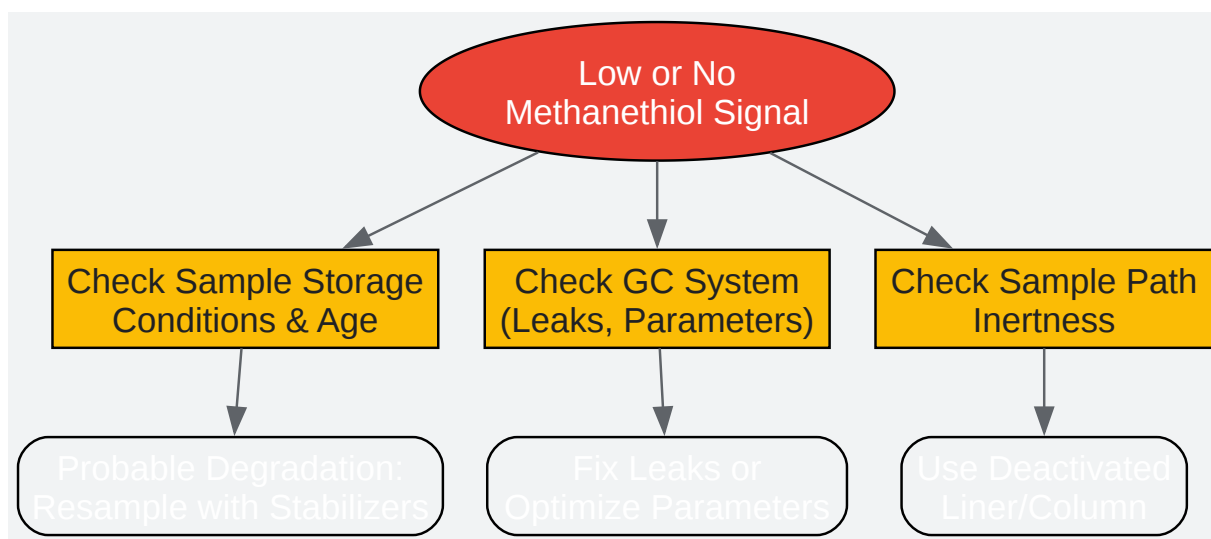 Low or No
Methanethiol Signal
Check Sample Storage
Conditions & Age
Check GC System
(Leaks, Parameters)
Check Sample Path
Inertness
Probable Degradation:
Resample with Stabilizers
Fix Leaks or
Optimize Parameters
Use Deactivated
Liner/Column